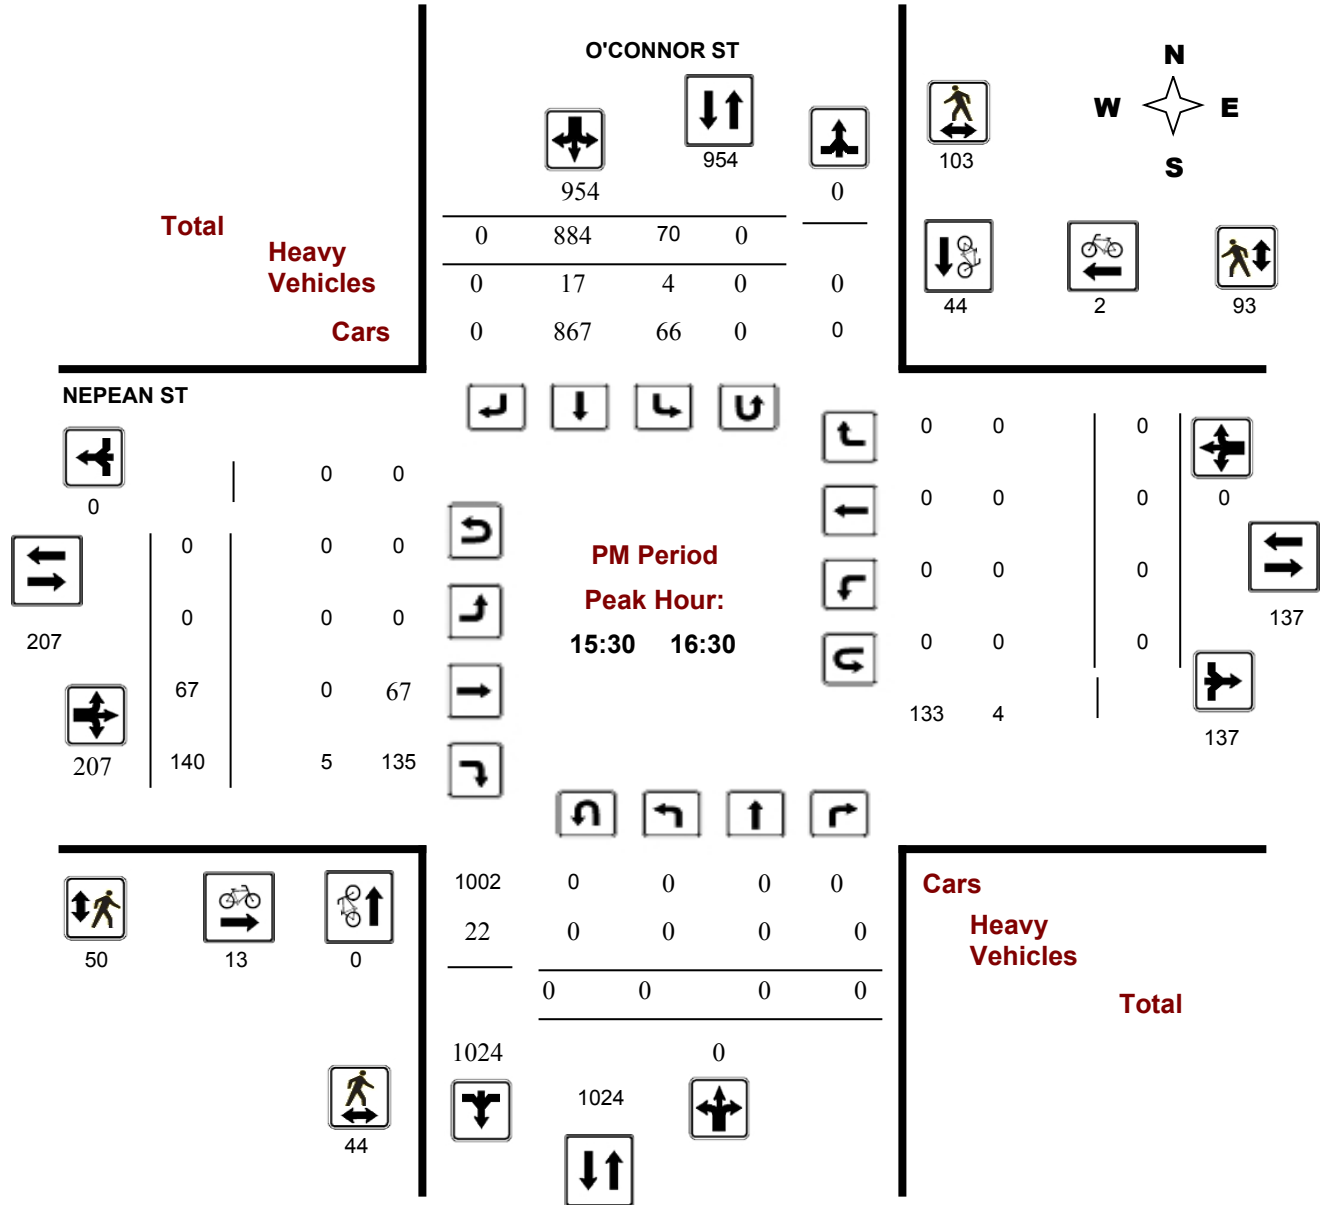 O'CONNOR ST
N
W E
S
954
103
954 0
Total
0 884 70 0
Heavy
Vehicles
0 17 4 0 0
44 2 93
Cars
0 867 66 0 0
NEPEAN ST
0 0 0
0 0
0
0 0 0 0
0 0 0
PM Period
0 0 0
Peak Hour:
0 0 0
137
207
15:30 16:30
0 0 0
67 0 67
133 4
137
207
140 5 135
1002 0 0 0 0
Cars
22 0 0 0 0
Heavy
Vehicles
50 13 0
0 0 0 0
Total
1024 0
1024
44